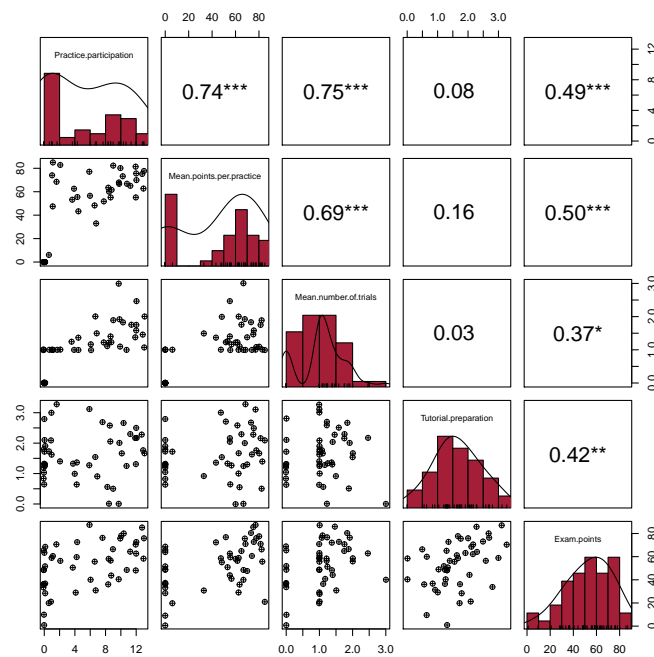 0 20 40 60 80
0.0 1.0 2.0 3.0
Practice.participation
0.74***
0.75***
0.08
0.49***
0 4 8 12
0 20 40 60 80
Mean.points.per.practice
0.69***
0.16
0.50***
Mean.number.of.trials
0.03
0.37*
0.0 1.0 2.0 3.0
0.0 1.0 2.0 3.0
Tutorial.preparation
0.42**
Exam.points
0 20 40 60 80
0 4 8 12
0.0 1.0 2.0 3.0
0 20 40 60 80